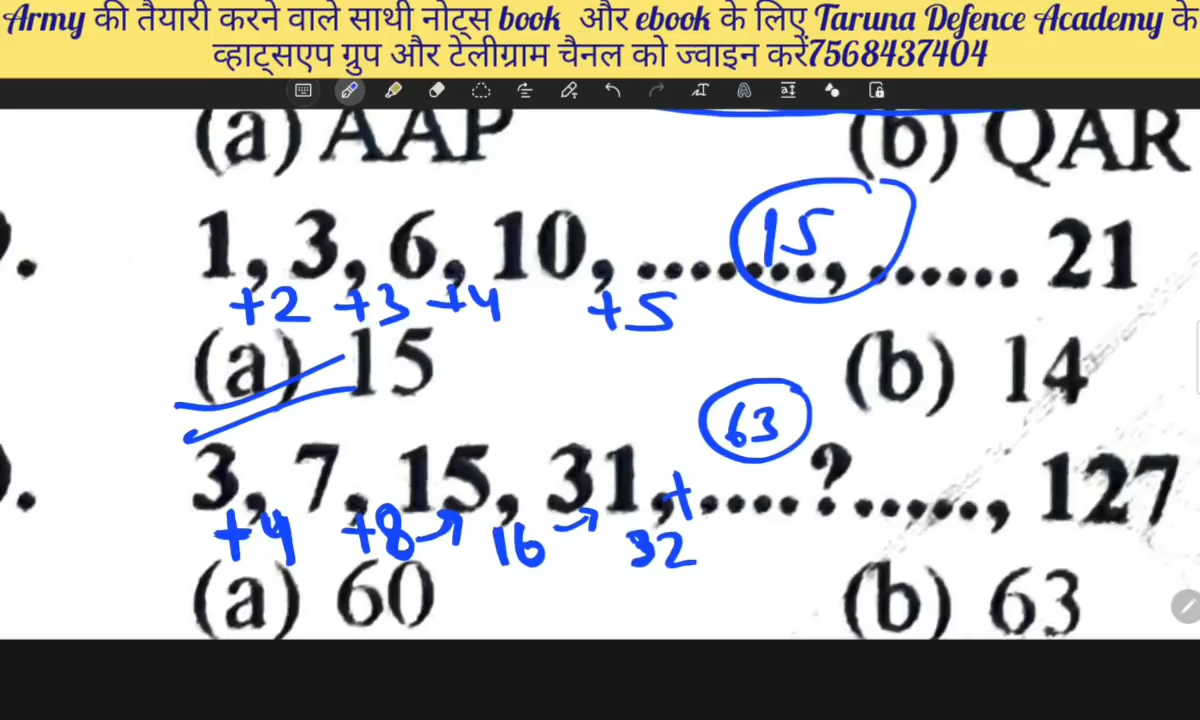 Army की तैयारी करने वाले साथी नोट्स book और ebook के लिए Taruna Defence Academy के
व्हाट्सएप ग्रुप और टेलीग्राम चैनल को ज्वाइन करें7568437404
(a) AAP (b) QAR
1, 3, 6, 10, ........, ...... 21
15
+2 +3 +4 +5
(a) 15 (b) 14
63
3, 7, 15, 31, ....?......, 127
+4 +8 16 + 32
(a) 60 (b) 63